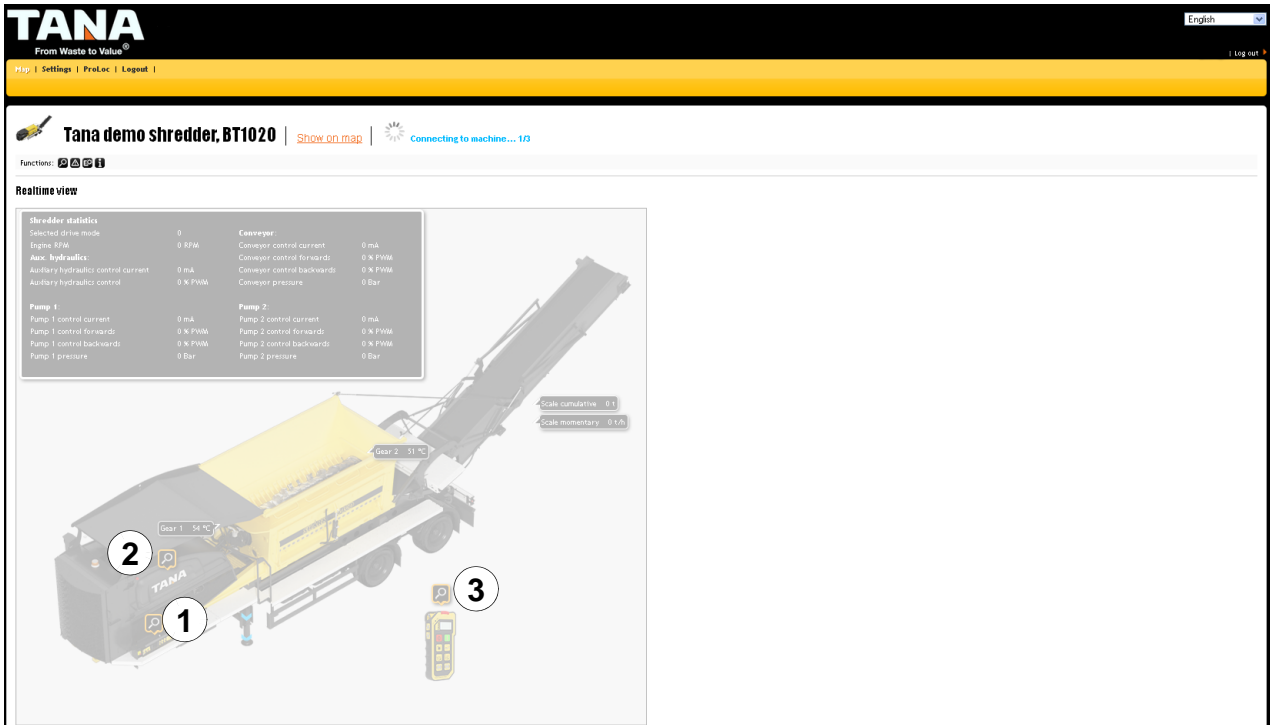 TANA
From Waste to Value®
English
| Log out
Map | Settings | ProLoc | Logout |
Tana demo shredder, BT1020 | Show on map | Connecting to machine... 1/3
Functions:
Realtime view
Shredder statistics
Selected drive mode 0 Conveyor:
Engine RPM 0 RPM Conveyor control current 0 mA
Aux. hydraulics: Conveyor control forwards 0 % PWM
Auxiliary hydraulics control current 0 mA Conveyor control backwards 0 % PWM
Auxiliary hydraulics control 0 % PWM Conveyor pressure 0 Bar
Pump 1: Pump 2:
Pump 1 control current 0 mA Pump 2 control current 0 mA
Pump 1 control forwards 0 % PWM Pump 2 control forwards 0 % PWM
Pump 1 control backwards 0 % PWM Pump 2 control backwards 0 % PWM
Pump 1 pressure 0 Bar Pump 2 pressure 0 Bar
Scale cumulative 0 t
Scale momentary 0 t/h
Gear 2 51 °C
Gear 1 54 °C
2
TANA
3
1